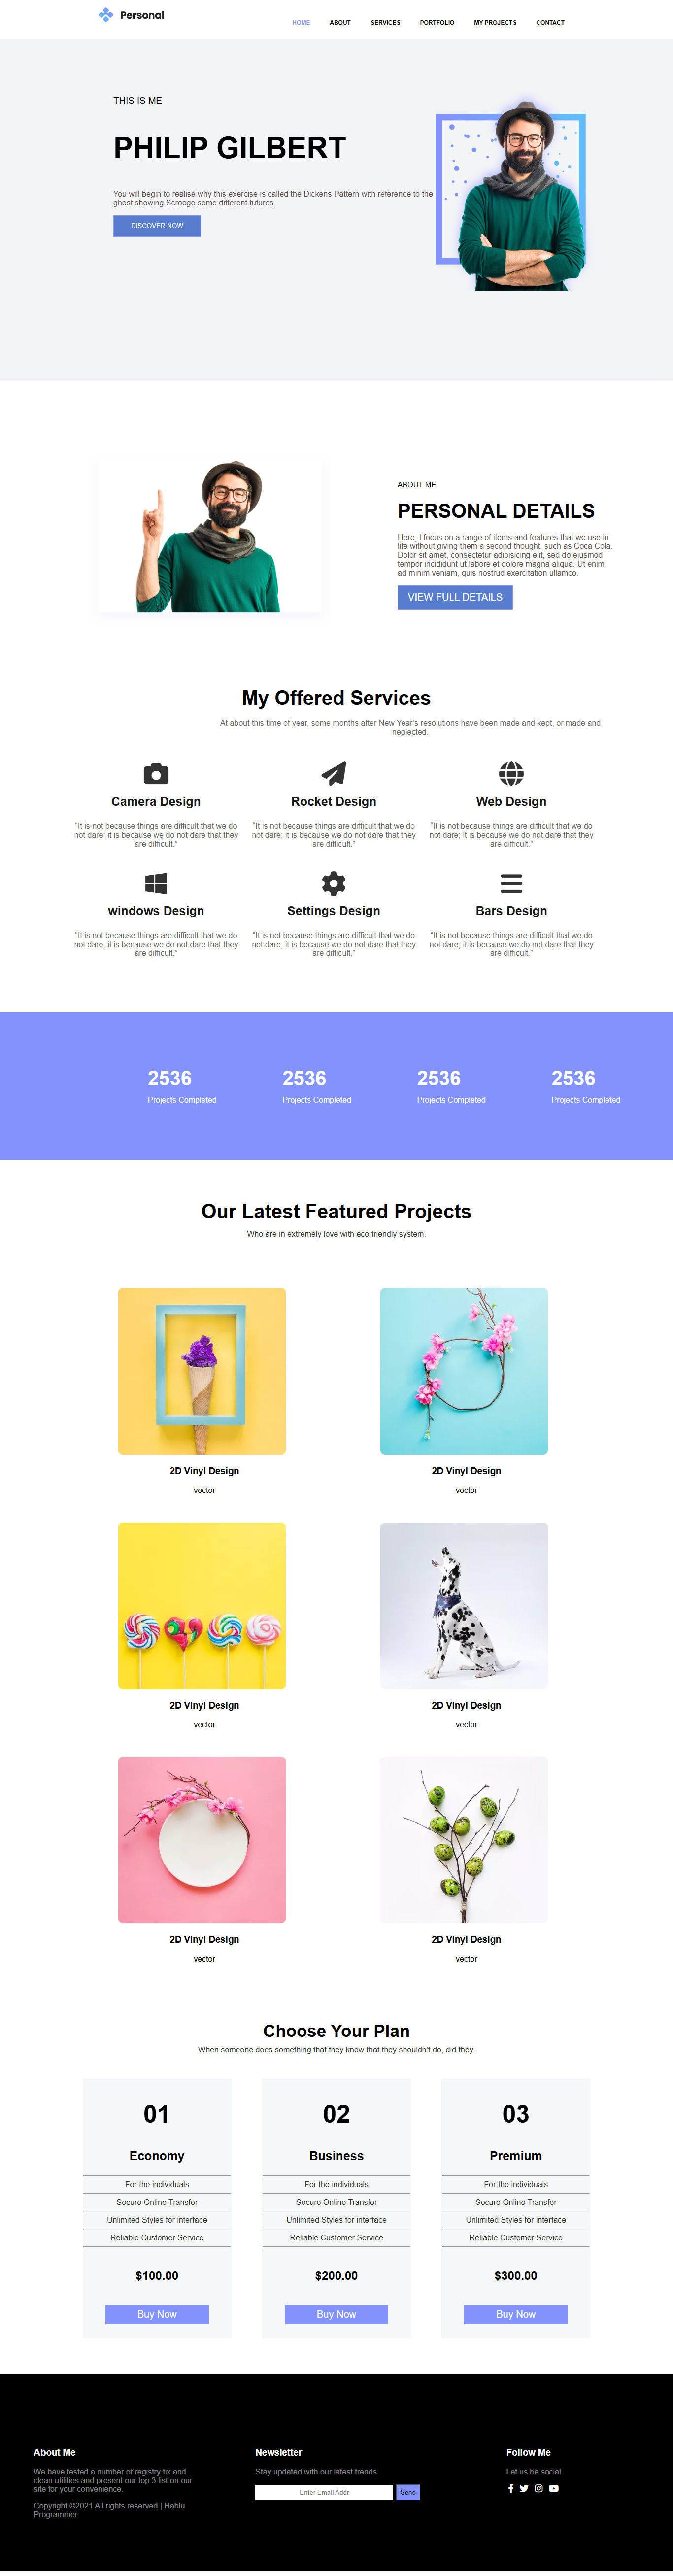 Personal
HOME ABOUT SERVICES PORTFOLIO MY PROJECTS CONTACT
THIS IS ME
PHILIP GILBERT
You will begin to realise why this exercise is called the Dickens Pattern with reference to the
ghost showing Scrooge some different futures.
DISCOVER NOW
ABOUT ME
PERSONAL DETAILS
Here, I focus on a range of items and features that we use in
life without giving them a second thought. such as Coca Cola.
Dolor sit amet, consectetur adipisicing elit, sed do eiusmod
tempor incididunt ut labore et dolore magna aliqua. Ut enim
ad minim veniam, quis nostrud exercitation ullamco.
VIEW FULL DETAILS
My Offered Services
At about this time of year, some months after New Year's resolutions have been made and kept, or made and
neglected.
Camera Design
"It is not because things are difficult that we do
not dare; it is because we do not dare that they
are difficult."
Rocket Design
"It is not because things are difficult that we do
not dare; it is because we do not dare that they
are difficult."
Web Design
"It is not because things are difficult that we do
not dare; it is because we do not dare that they
are difficult."
windows Design
"It is not because things are difficult that we do
not dare; it is because we do not dare that they
are difficult."
Settings Design
"It is not because things are difficult that we do
not dare; it is because we do not dare that they
are difficult."
Bars Design
"It is not because things are difficult that we do
not dare; it is because we do not dare that they
are difficult."
2536
Projects Completed
2536
Projects Completed
2536
Projects Completed
2536
Projects Completed
Our Latest Featured Projects
Who are in extremely love with eco friendly system.
2D Vinyl Design
vector
2D Vinyl Design
vector
2D Vinyl Design
vector
2D Vinyl Design
vector
2D Vinyl Design
vector
2D Vinyl Design
vector
Choose Your Plan
When someone does something that they know that they shouldn't do, did they.
01
Economy
For the individuals
Secure Online Transfer
Unlimited Styles for interface
Reliable Customer Service
$100.00
Buy Now
02
Business
For the individuals
Secure Online Transfer
Unlimited Styles for interface
Reliable Customer Service
$200.00
Buy Now
03
Premium
For the individuals
Secure Online Transfer
Unlimited Styles for interface
Reliable Customer Service
$300.00
Buy Now
About Me
We have tested a number of registry fix and
clean utilities and present our top 3 list on our
site for your convenience.
Copyright ©2021 All rights reserved | Hablu
Programmer
Newsletter
Stay updated with our latest trends
Enter Email Addr
Send
Follow Me
Let us be social